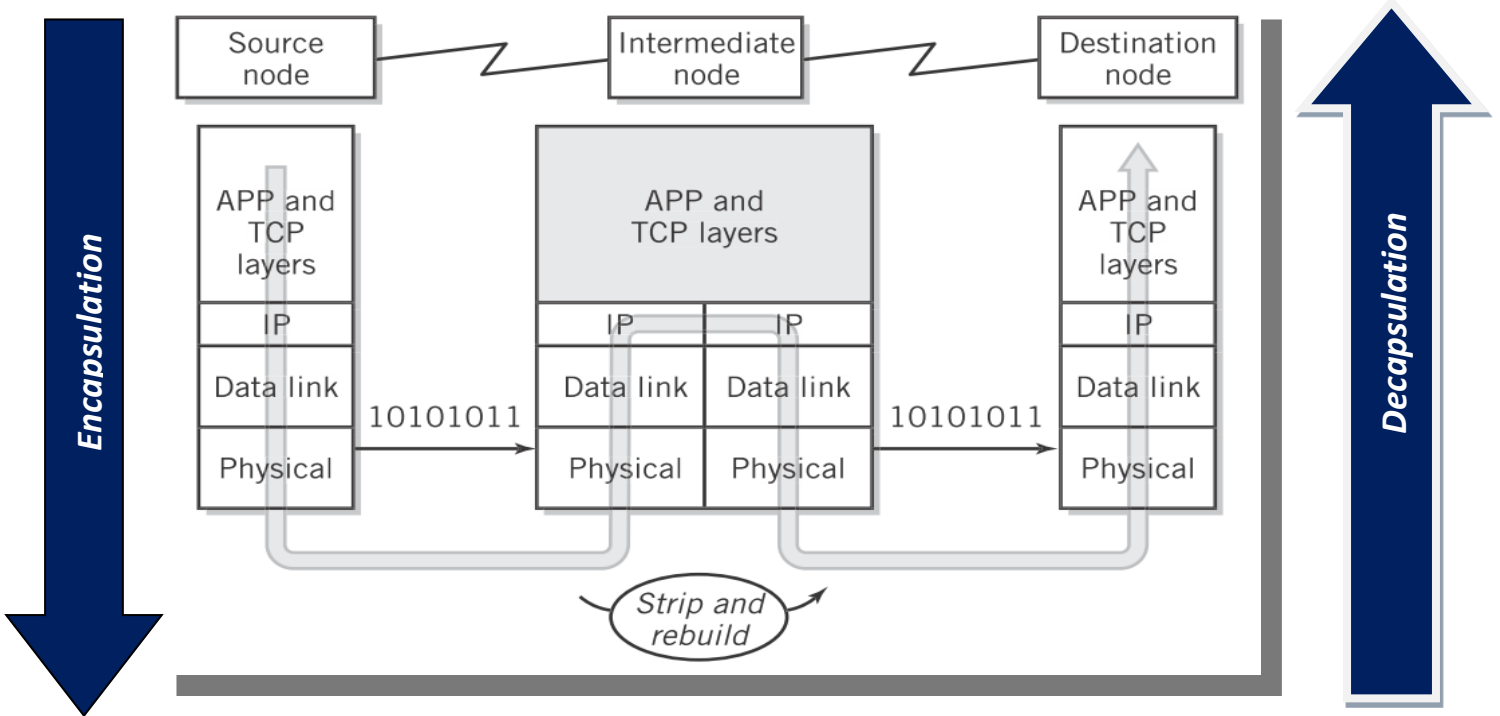 Source
node
Intermediate
node
Destination
node
Encapsulation
APP and
TCP
layers
IP
Data link
Physical
10101011
APP and
TCP layers
IP
IP
Data link
Data link
Physical
Physical
10101011
APP and
TCP
layers
IP
Data link
Physical
Decapsulation
Strip and
rebuild